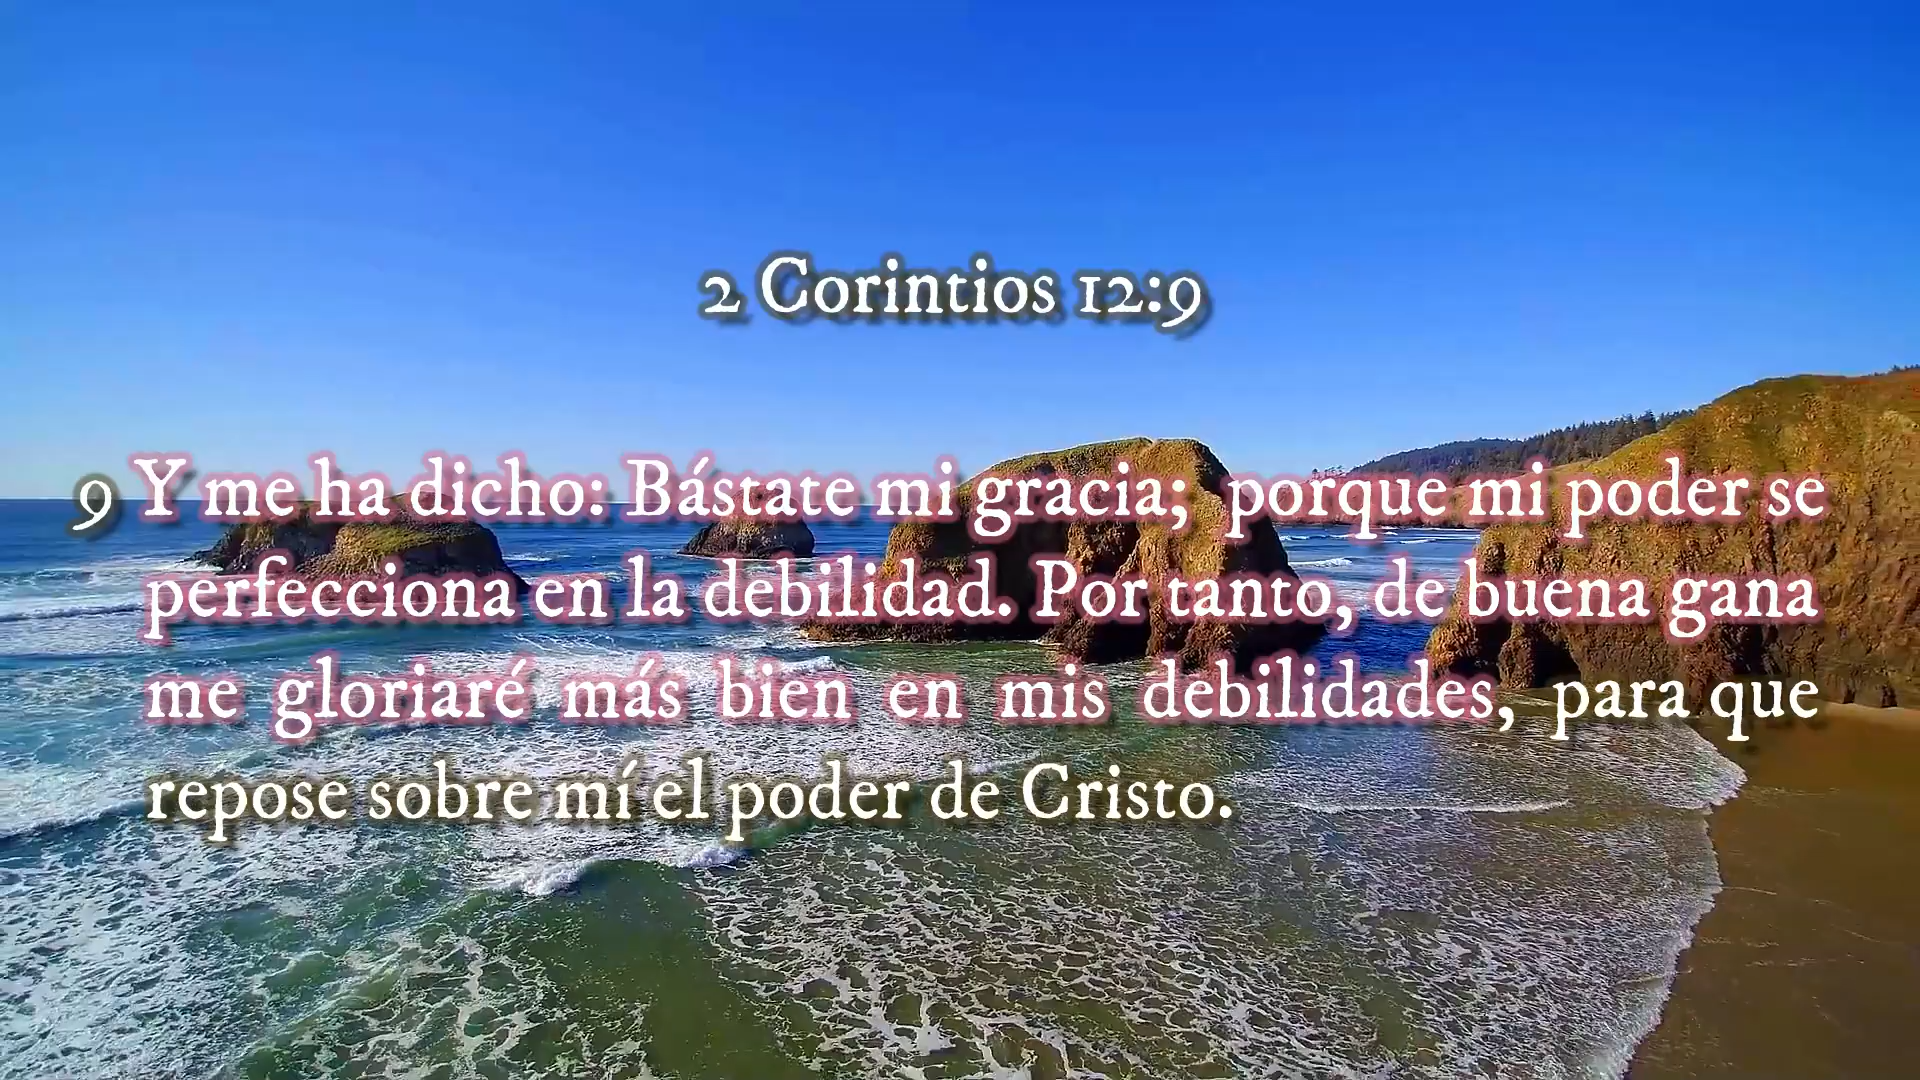 2 Corintios 12:9
9 Y me ha dicho: Bástate mi gracia; porque mi poder se
perfecciona en la debilidad. Por tanto, de buena gana
me gloriaré más bien en mis debilidades, para que
repose sobre mí el poder de Cristo.